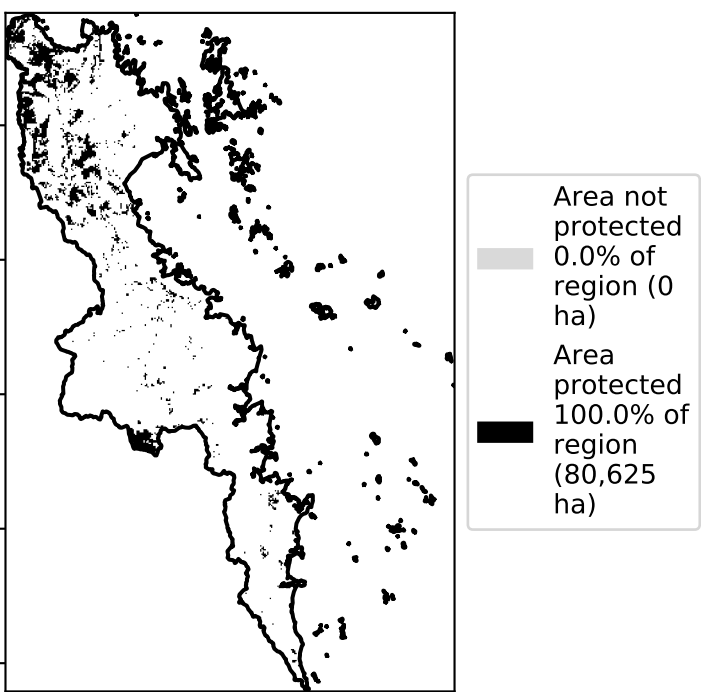 Area not
protected
0.0% of
region (0
ha)
Area
protected
100.0% of
region
(80,625
ha)